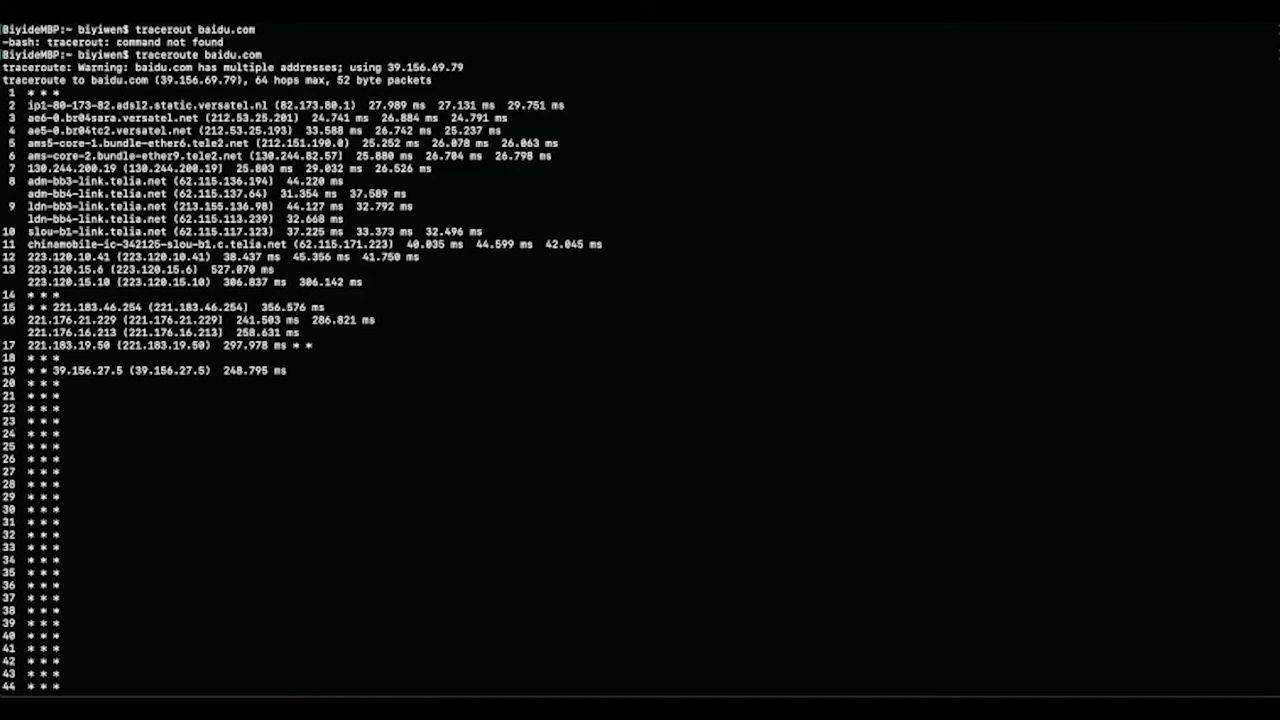 BiyideMBP:~ biyiwen$ tracerout baidu.com
-bash: tracerout: command not found
BiyideMBP:~ biyiwen$ traceroute baidu.com
traceroute: Warning: baidu.com has multiple addresses; using 39.156.69.79
traceroute to baidu.com (39.156.69.79), 64 hops max, 52 byte packets
1 * * *
2 ip1-80-173-82.adsl2.static.versatel.nl (82.173.80.1) 27.989 ms 27.131 ms 29.751 ms
3 ae6-0.br04sara.versatel.net (212.53.25.201) 24.741 ms 26.884 ms 24.791 ms
4 ae5-0.br04tc2.versatel.net (212.53.25.193) 33.588 ms 26.742 ms 25.237 ms
5 ams5-core-1.bundle-ether6.tele2.net (212.151.190.0) 25.252 ms 26.078 ms 26.063 ms
6 ams-core-2.bundle-ether9.tele2.net (130.244.82.57) 25.880 ms 26.704 ms 26.798 ms
7 130.244.200.19 (130.244.200.19) 25.803 ms 29.032 ms 26.526 ms
8 adm-bb3-link.telia.net (62.115.136.194) 44.220 ms
adm-bb4-link.telia.net (62.115.137.64) 31.354 ms 37.589 ms
9 ldn-bb3-link.telia.net (213.155.136.98) 44.127 ms 32.792 ms
ldn-bb4-link.telia.net (62.115.113.239) 32.668 ms
10 slou-b1-link.telia.net (62.115.117.123) 37.225 ms 33.373 ms 32.496 ms
11 chinamobile-ic-342125-slou-b1.c.telia.net (62.115.171.223) 40.035 ms 44.599 ms 42.045 ms
12 223.120.10.41 (223.120.10.41) 38.437 ms 45.356 ms 41.750 ms
13 223.120.15.6 (223.120.15.6) 527.070 ms
223.120.15.10 (223.120.15.10) 306.837 ms 306.142 ms
14 * * *
15 * * 221.183.46.254 (221.183.46.254) 356.576 ms
16 221.176.21.229 (221.176.21.229) 241.503 ms 286.821 ms
221.176.16.213 (221.176.16.213) 258.631 ms
17 221.183.19.50 (221.183.19.50) 297.978 ms * *
18 * * *
19 * * 39.156.27.5 (39.156.27.5) 248.795 ms
20 * * *
21 * * *
22 * * *
23 * * *
24 * * *
25 * * *
26 * * *
27 * * *
28 * * *
29 * * *
30 * * *
31 * * *
32 * * *
33 * * *
34 * * *
35 * * *
36 * * *
37 * * *
38 * * *
39 * * *
40 * * *
41 * * *
42 * * *
43 * * *
44 * * *